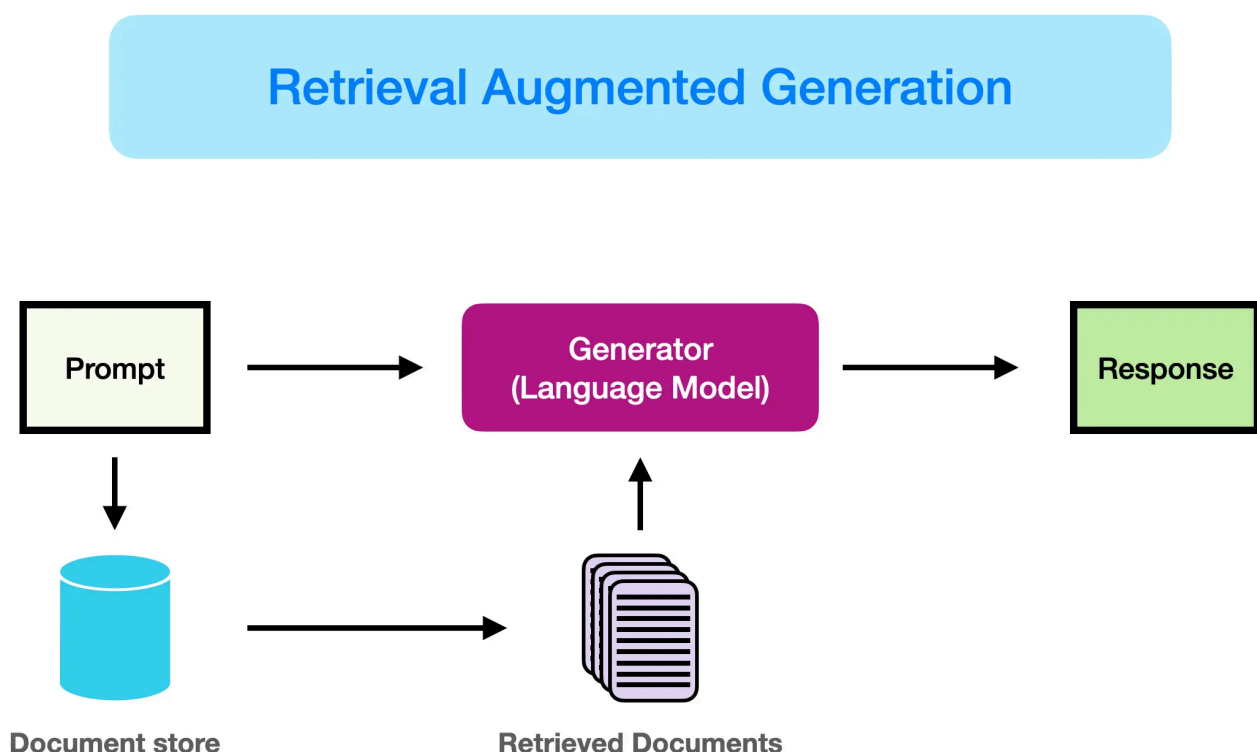 Retrieval Augmented Generation
Prompt
Generator
(Language Model)
Response
Document store
Retrieved Documents